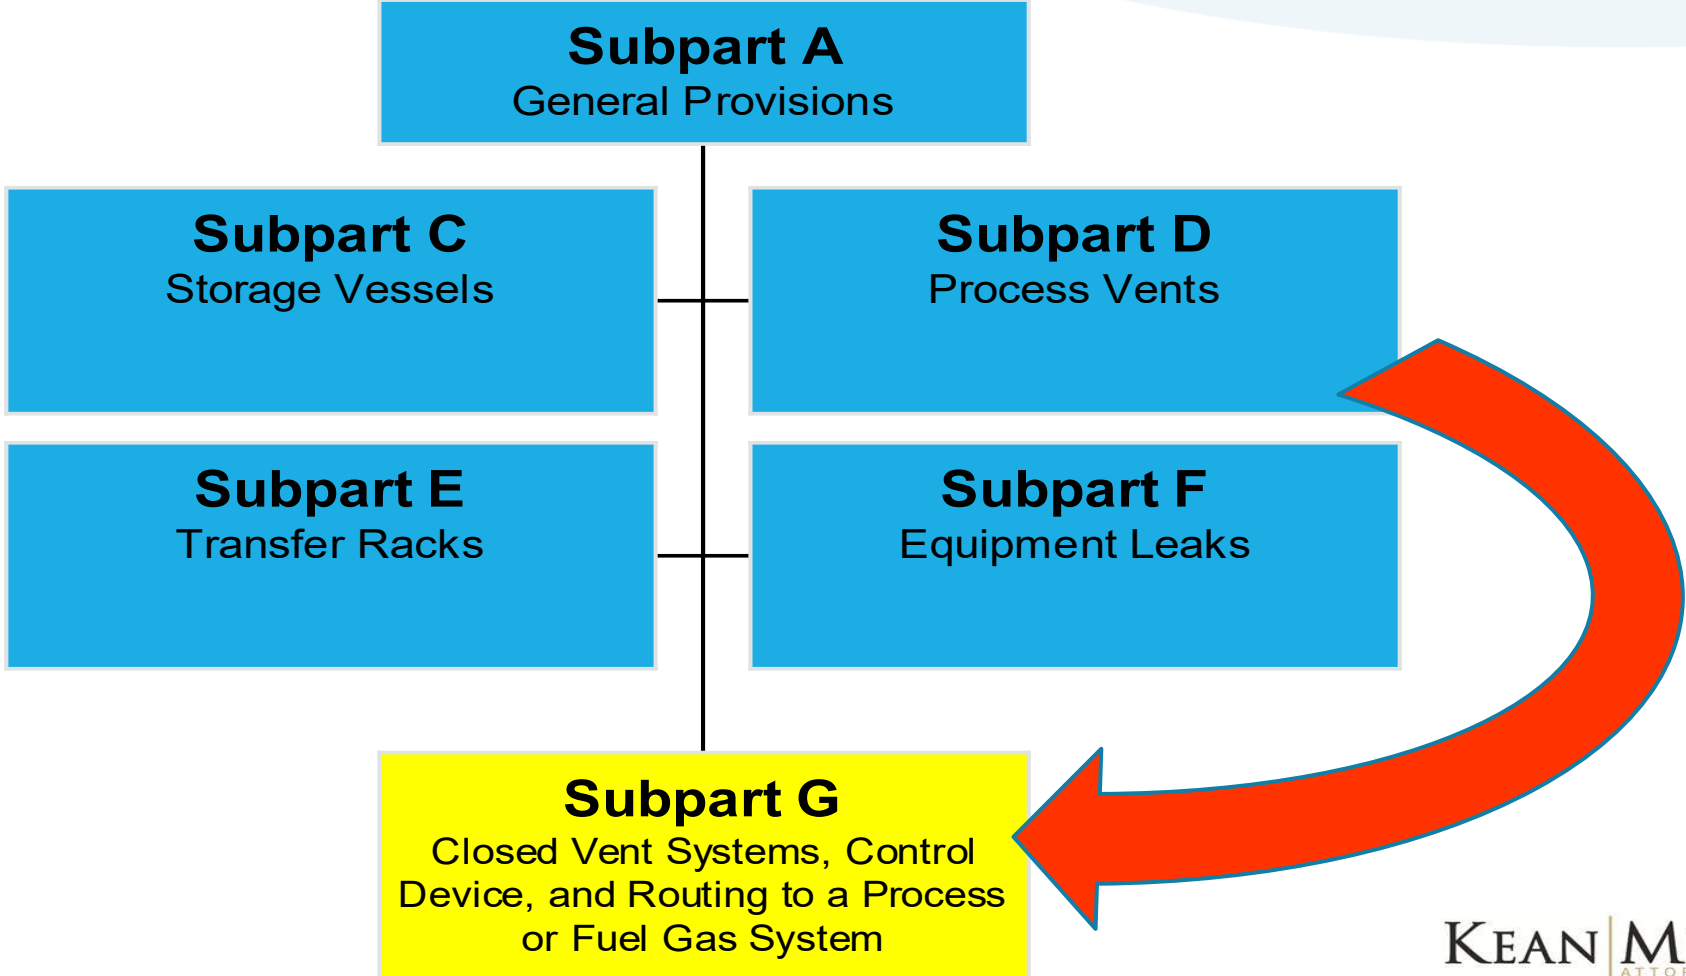 Subpart A
General Provisions
Subpart C
Storage Vessels
Subpart D
Process Vents
Subpart E
Transfer Racks
Subpart F
Equipment Leaks
Subpart G
Closed Vent Systems, Control
Device, and Routing to a Process
or Fuel Gas System
KEAN